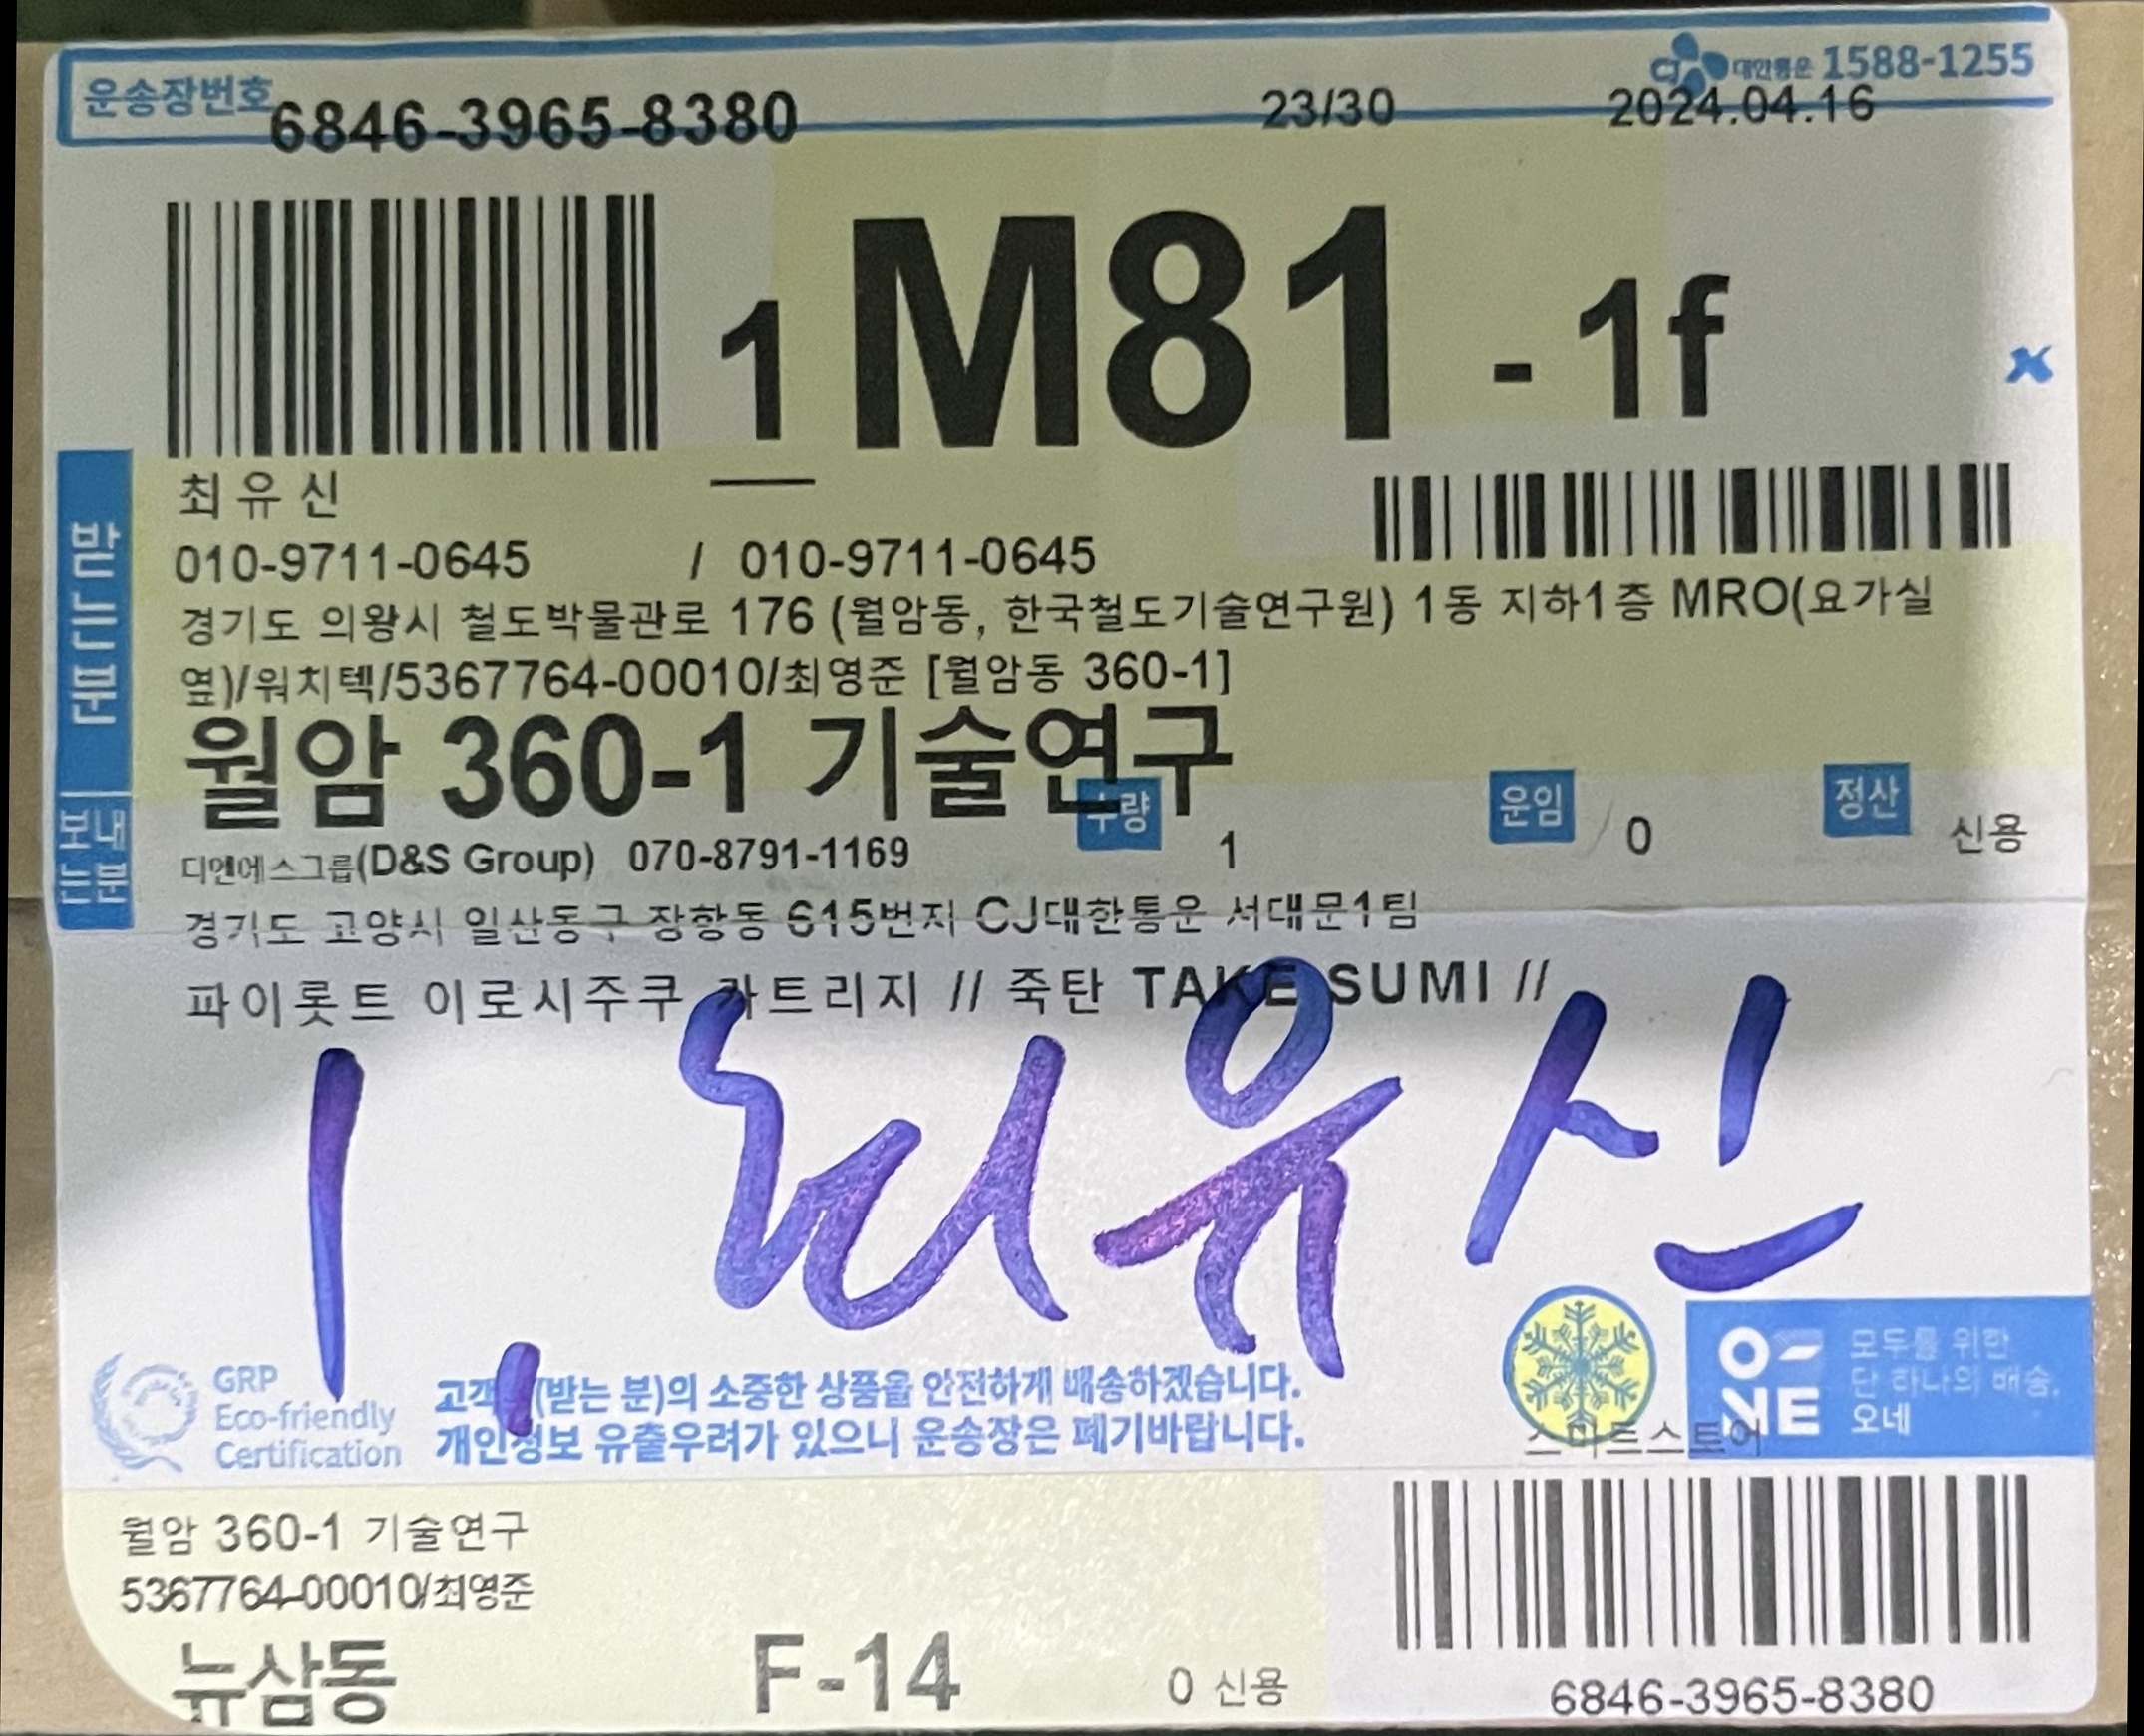 운송장번호 6846-3965-8380 23/30 2024.04.16
CJ대한통운 1588-1255
1 M81 - 1f
받는분
최유신
010-9711-0645 / 010-9711-0645
경기도 의왕시 철도박물관로 176 (월암동, 한국철도기술연구원) 1동 지하1층 MRO(요가실
옆)/워치텍/5367764-00010/최영준 [월암동 360-1]
월암 360-1 기술연구
보내는분
디엔에스그룹(D&S Group) 070-8791-1169 수량 1 운임 0 정산 신용
경기도 고양시 일산동구 장항동 615번지 CJ대한통운 서대문1팀
파이롯트 이로시주쿠 카트리지 // 죽탄 TAKE SUMI //
1. 최유신
GRP
Eco-friendly
Certification
고객님(받는 분)의 소중한 상품을 안전하게 배송하겠습니다.
개인정보 유출우려가 있으니 운송장은 폐기바랍니다.
스마트스토어
O-NE
모두를 위한
단 하나의 배송,
오네
월암 360-1 기술연구
5367764-00010/최영준
뉴삼동 F-14 0 신용
6846-3965-8380